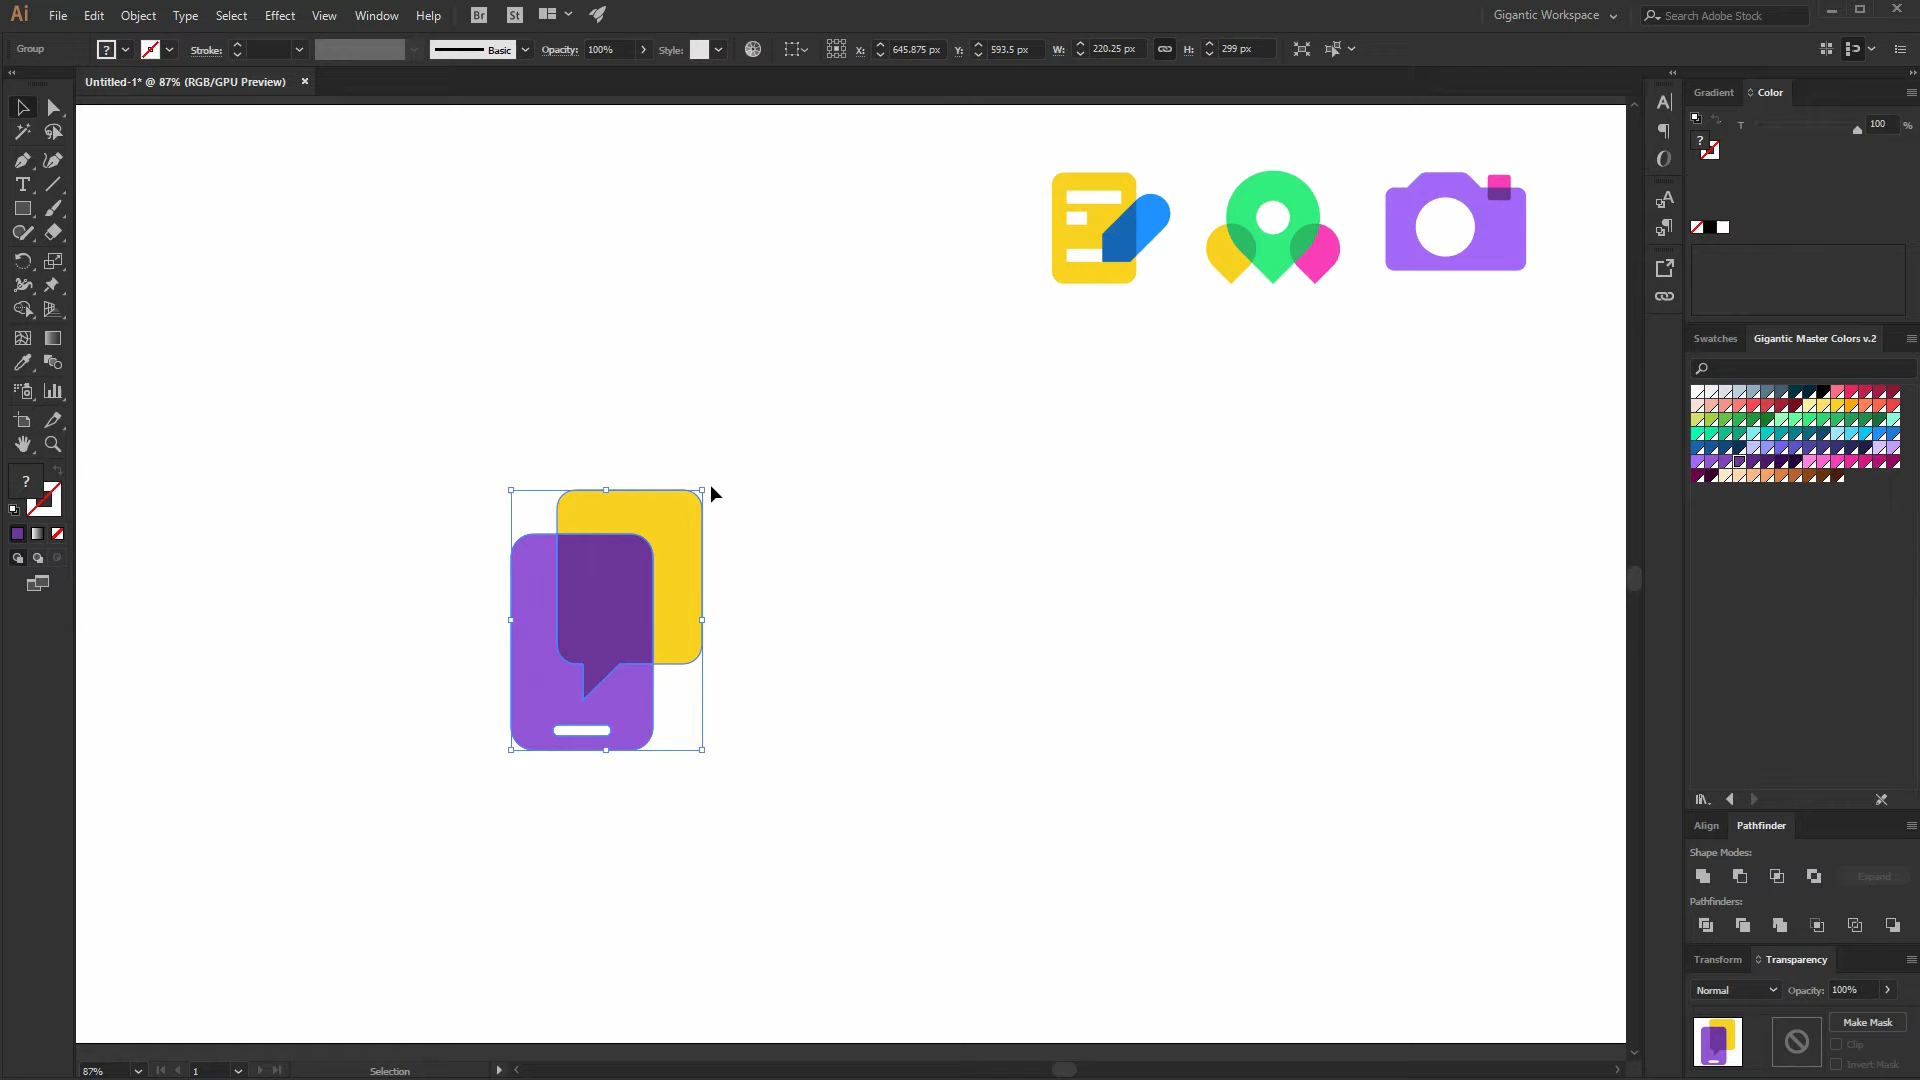 Ai File Edit Object Type Select Effect View Window Help Br St Gigantic Workspace Search Adobe Stock
Group ? Stroke: Basic Opacity: 100% Style: X: 645.875 px Y: 593.5 px W: 220.25 px H: 299 px
Untitled-1* @ 87% (RGB/GPU Preview) ×
Gradient Color
T 100 %
?
Swatches Gigantic Master Colors v.2
?
Align Pathfinder
Shape Modes:
Expand
Pathfinders:
Transform Transparency
Normal Opacity: 100%
Make Mask
Clip
Invert Mask
87% 1 Selection